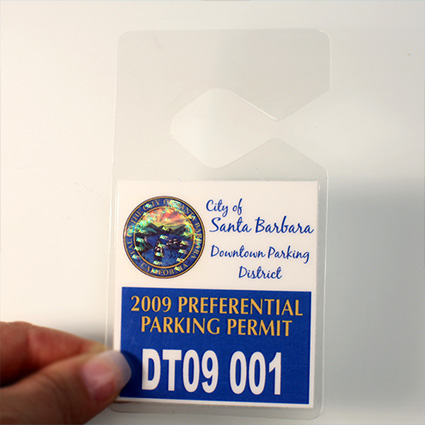 City of
Santa Barbara
Downtown Parking
District
2009 PREFERENTIAL
PARKING PERMIT
DT09 001